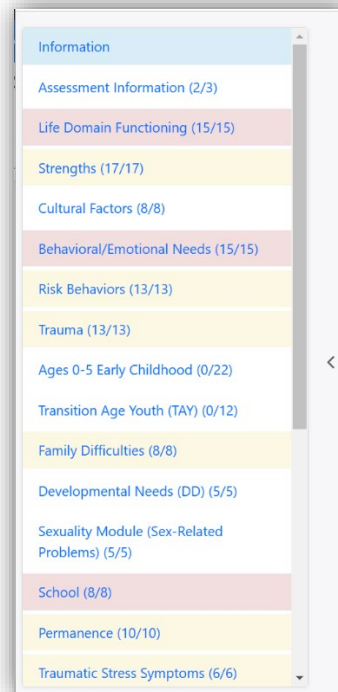 Information
Assessment Information (2/3)
Life Domain Functioning (15/15)
Strengths (17/17)
Cultural Factors (8/8)
Behavioral/Emotional Needs (15/15)
Risk Behaviors (13/13)
Trauma (13/13)
Ages 0-5 Early Childhood (0/22)
Transition Age Youth (TAY) (0/12)
Family Difficulties (8/8)
Developmental Needs (DD) (5/5)
Sexuality Module (Sex-Related
Problems) (5/5)
School (8/8)
Permanence (10/10)
Traumatic Stress Symptoms (6/6)